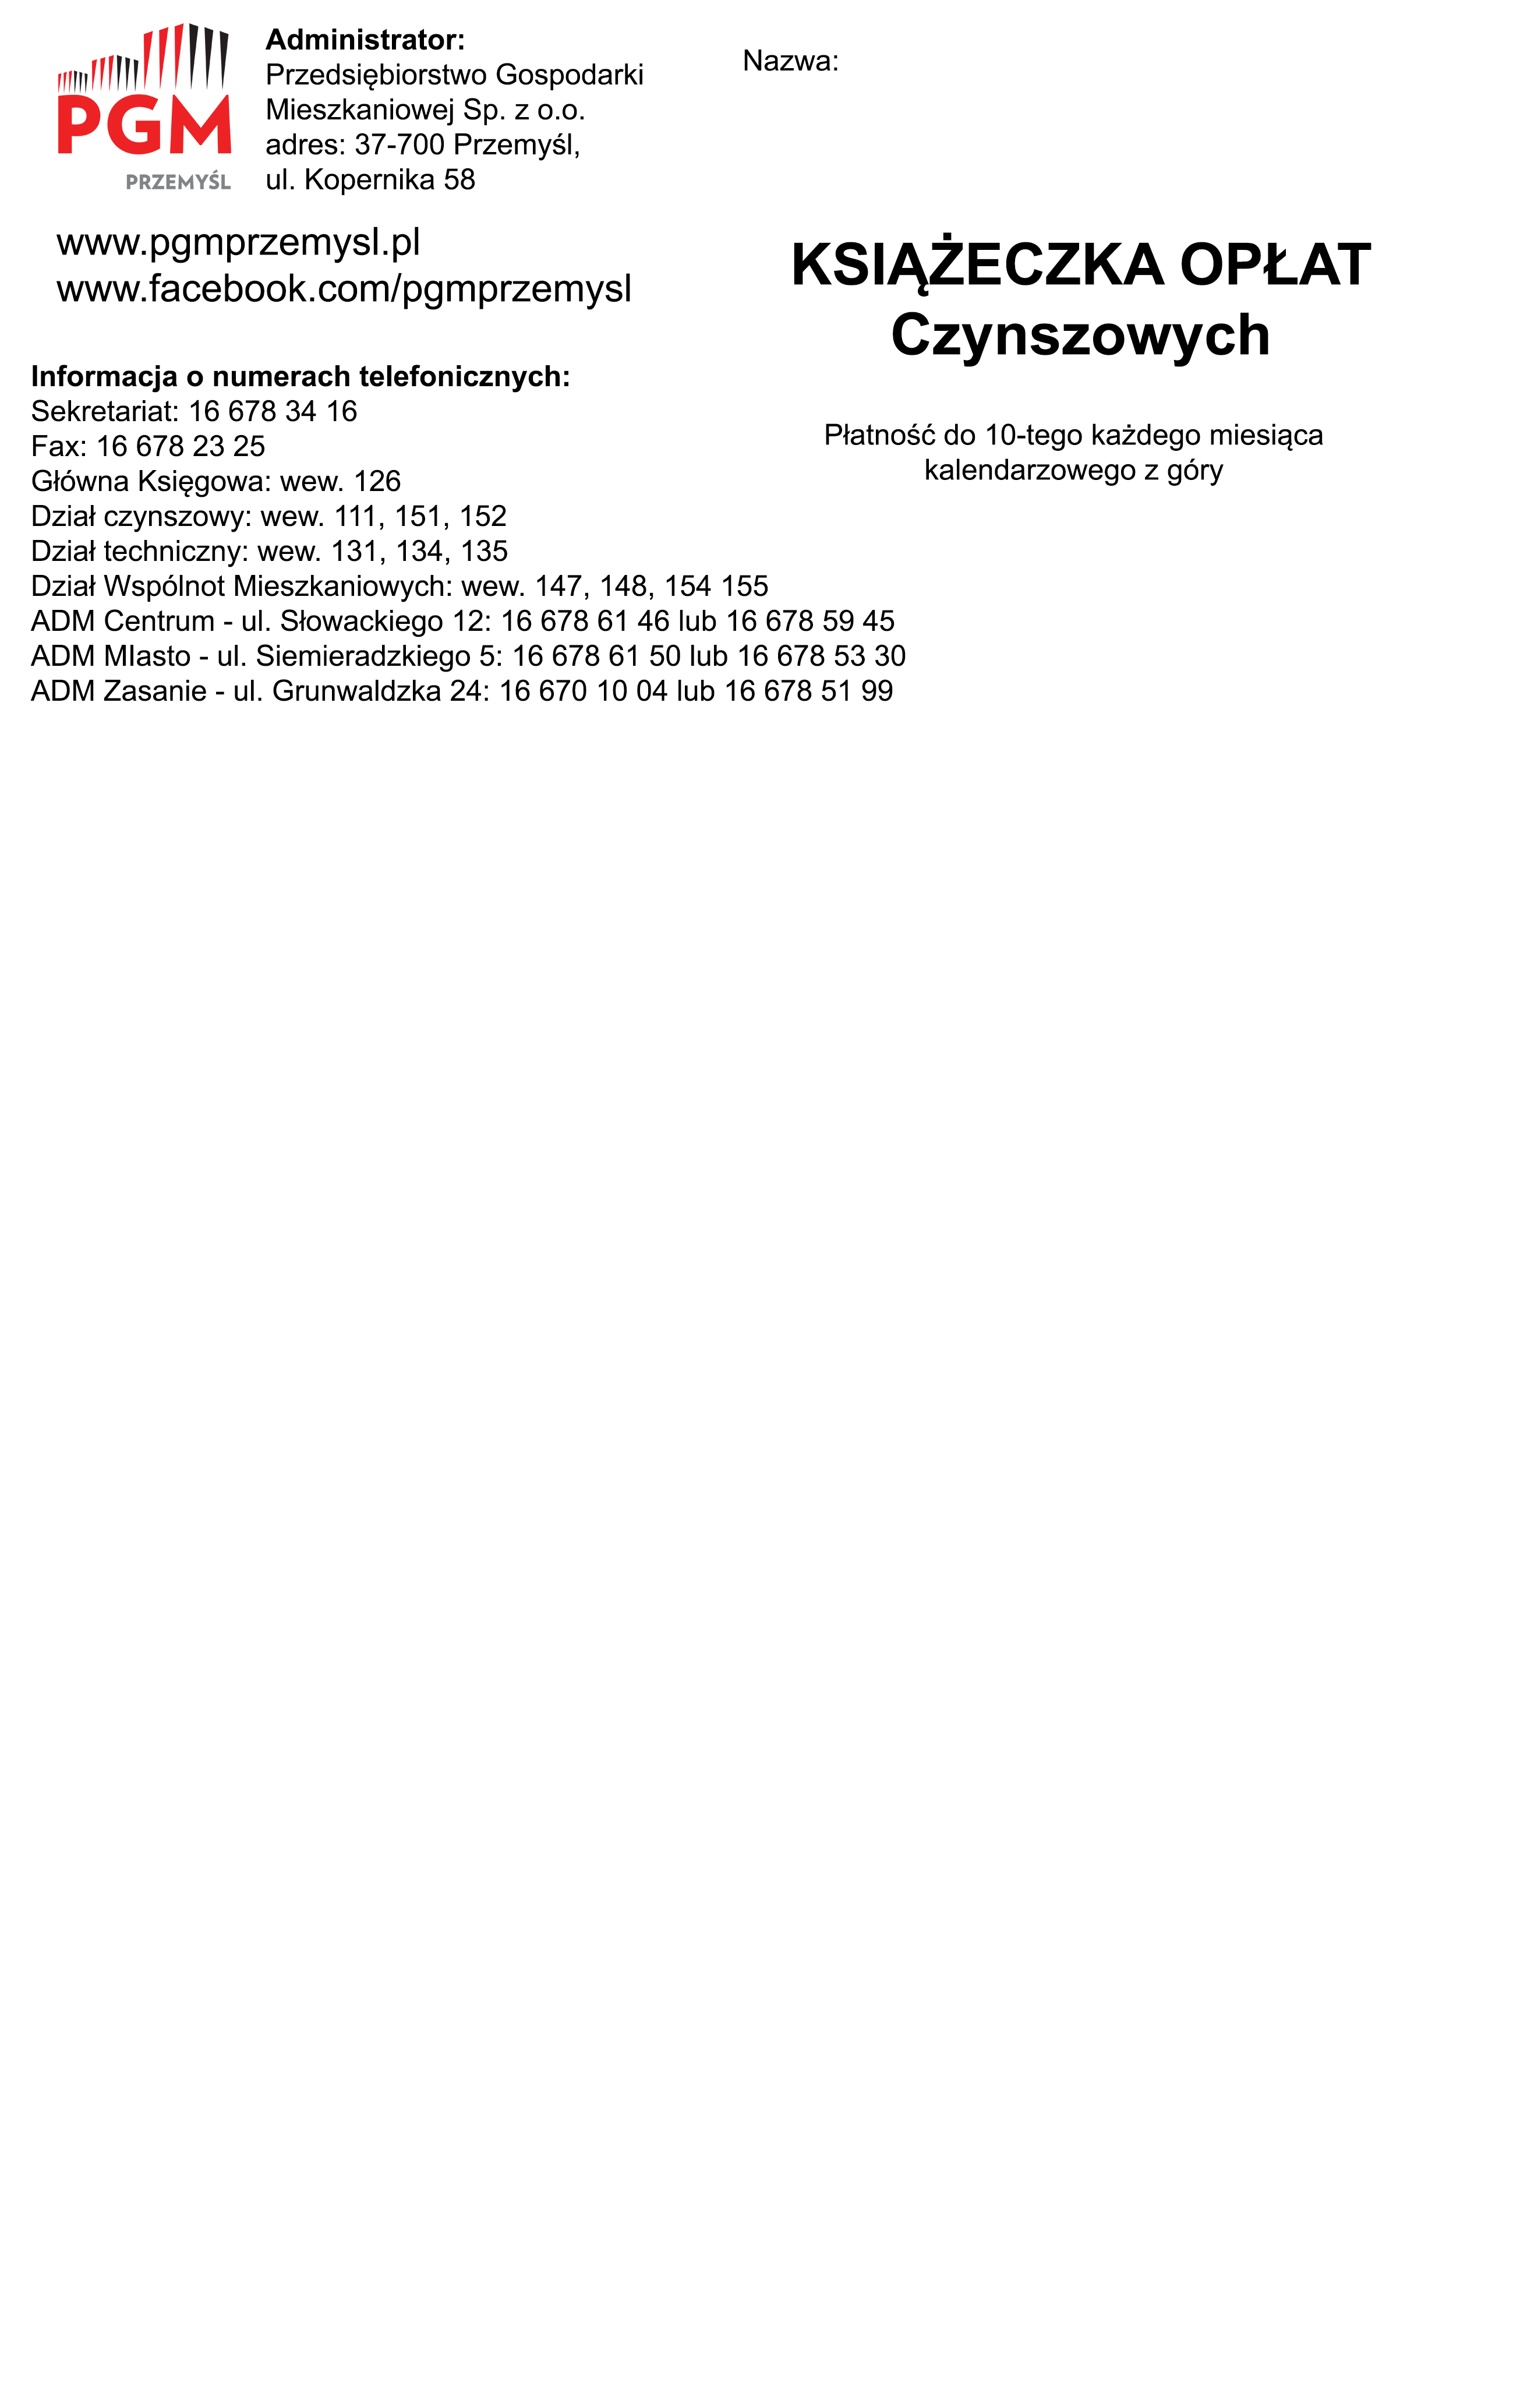 PGM
PRZEMYŚL
Administrator:
Przedsiębiorstwo Gospodarki
Mieszkaniowej Sp. z o.o.
adres: 37-700 Przemyśl,
ul. Kopernika 58
www.pgmprzemysl.pl
www.facebook.com/pgmprzemysl
Informacja o numerach telefonicznych:
Sekretariat: 16 678 34 16
Fax: 16 678 23 25
Główna Księgowa: wew. 126
Dział czynszowy: wew. 111, 151, 152
Dział techniczny: wew. 131, 134, 135
Dział Wspólnot Mieszkaniowych: wew. 147, 148, 154 155
ADM Centrum - ul. Słowackiego 12: 16 678 61 46 lub 16 678 59 45
ADM MIasto - ul. Siemieradzkiego 5: 16 678 61 50 lub 16 678 53 30
ADM Zasanie - ul. Grunwaldzka 24: 16 670 10 04 lub 16 678 51 99
Nazwa:
KSIĄŻECZKA OPŁAT
Czynszowych
Płatność do 10-tego każdego miesiąca
kalendarzowego z góry